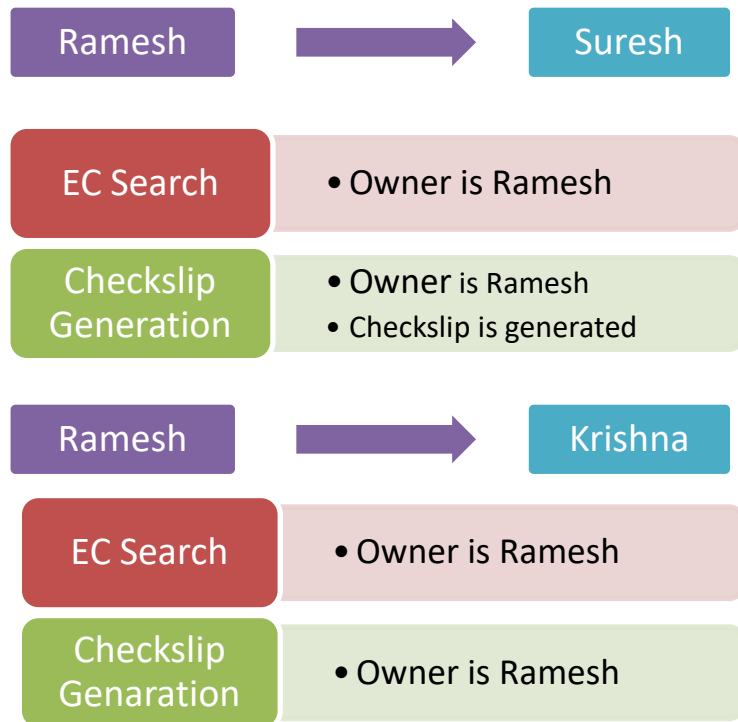 Ramesh
Suresh
EC Search
• Owner is Ramesh
Checkslip
Generation
• Owner is Ramesh
• Checkslip is generated
Ramesh
Krishna
EC Search
• Owner is Ramesh
Checkslip
Genaration
• Owner is Ramesh